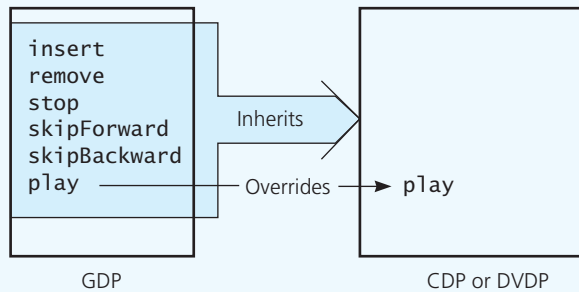 insert
remove
stop
skipForward
skipBackward
play
Inherits
Overrides
play
GDP
CDP or DVDP